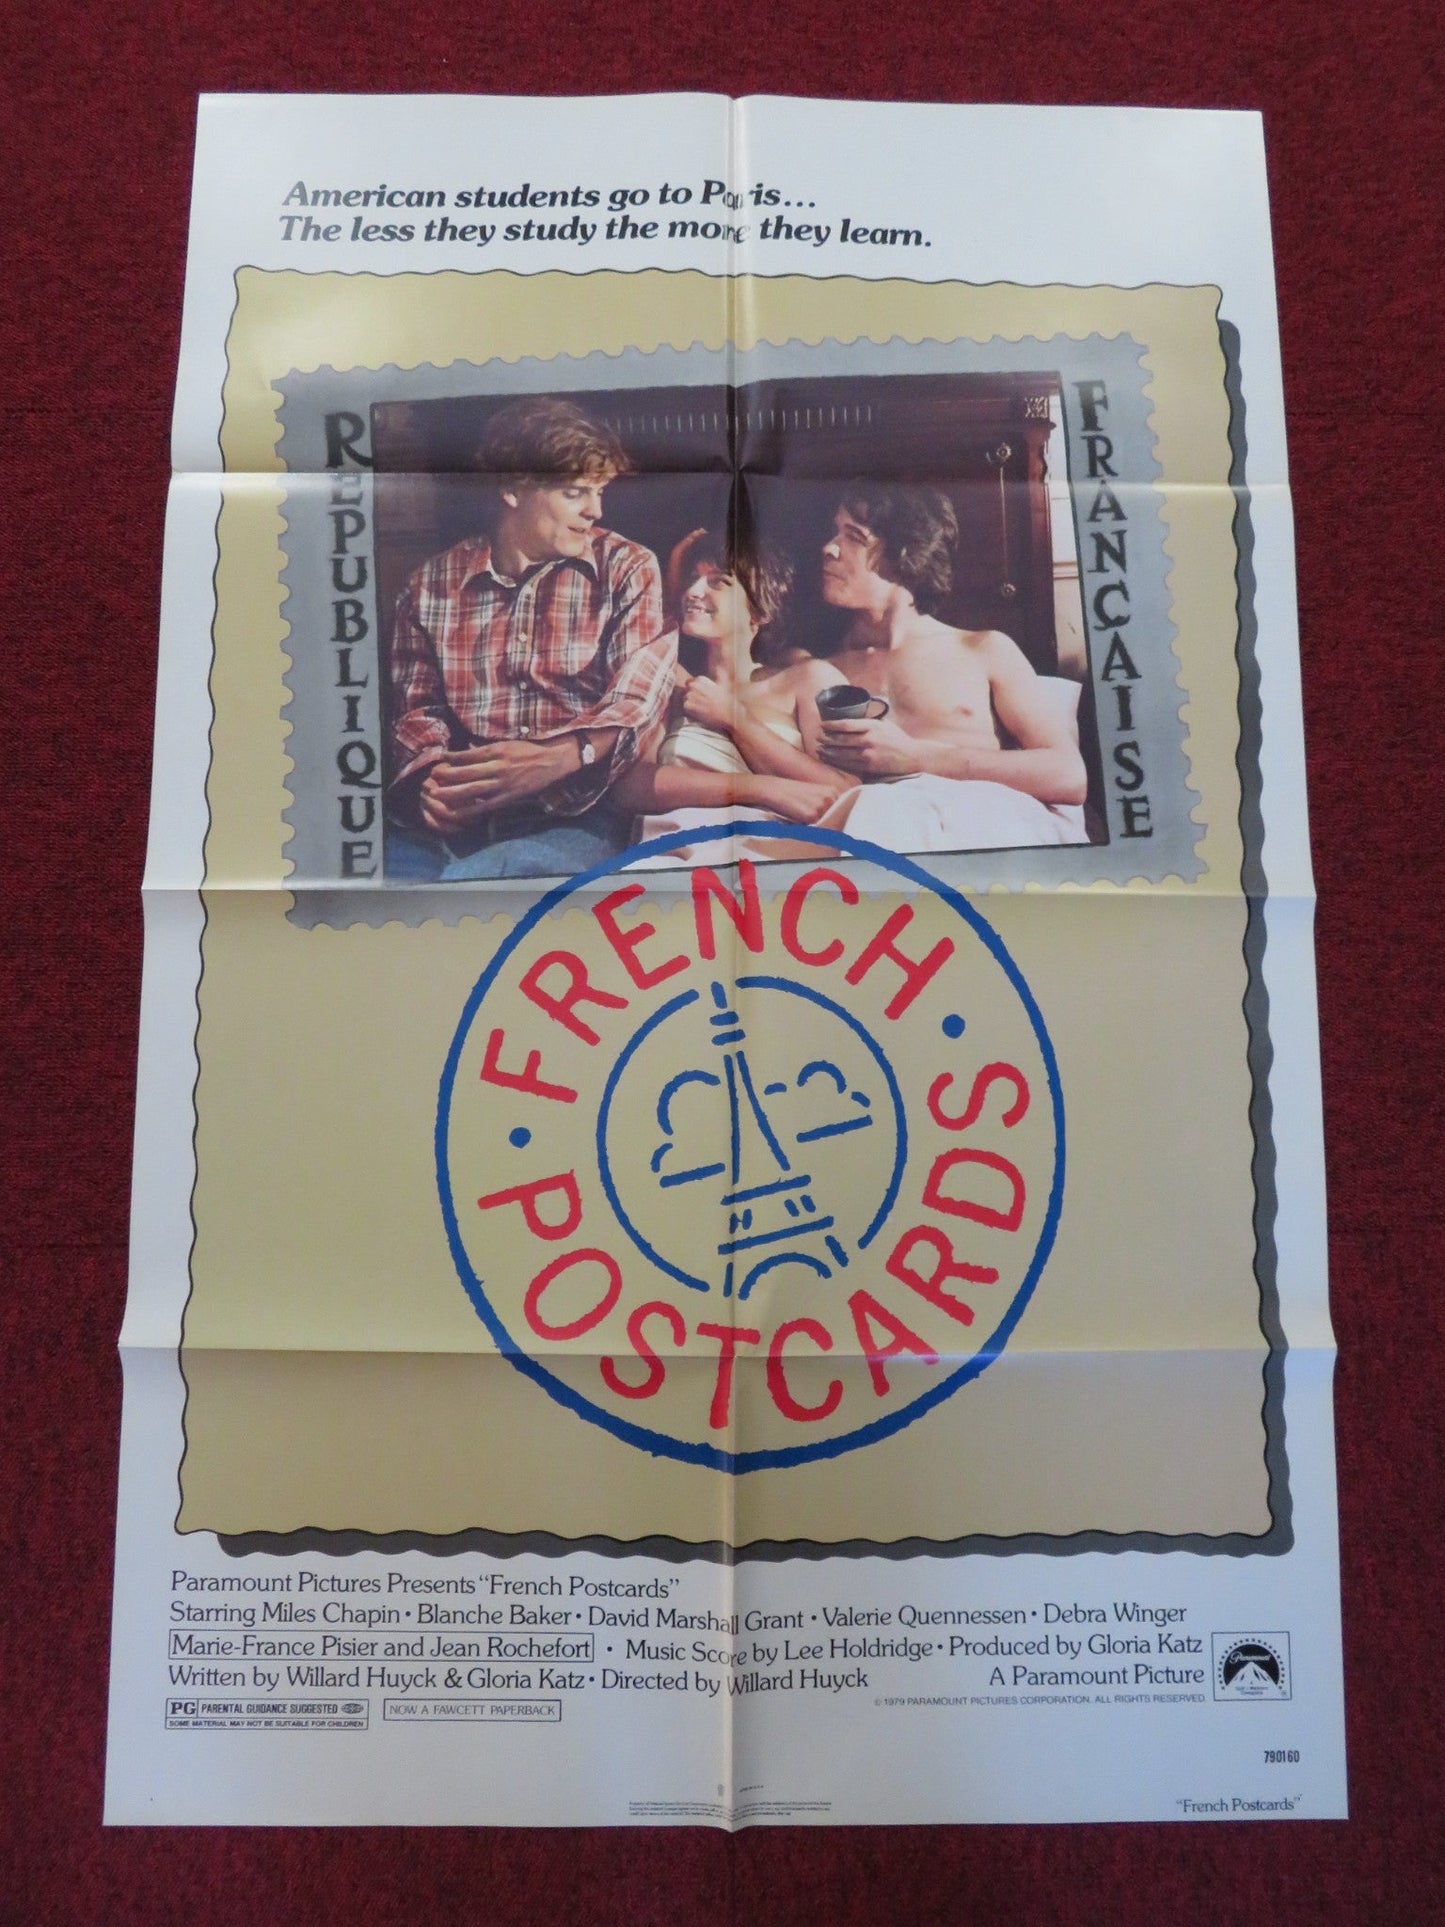 American students go to Paris...
The less they study the more they learn.
RÉPUBLIQUE
FRANÇAISE
• FRENCH •
POSTCARDS
Paramount Pictures Presents “French Postcards”
Starring Miles Chapin • Blanche Baker • David Marshall Grant • Valerie Quennessen • Debra Winger
Marie-France Pisier and Jean Rochefort • Music Score by Lee Holdridge • Produced by Gloria Katz
Written by Willard Huyck & Gloria Katz • Directed by Willard Huyck
A Paramount Picture
Paramount
PG PARENTAL GUIDANCE SUGGESTED
SOME MATERIAL MAY NOT BE SUITABLE FOR CHILDREN
NOW A FAWCETT PAPERBACK
© 1979 PARAMOUNT PICTURES CORPORATION. ALL RIGHTS RESERVED.
790160
“French Postcards”